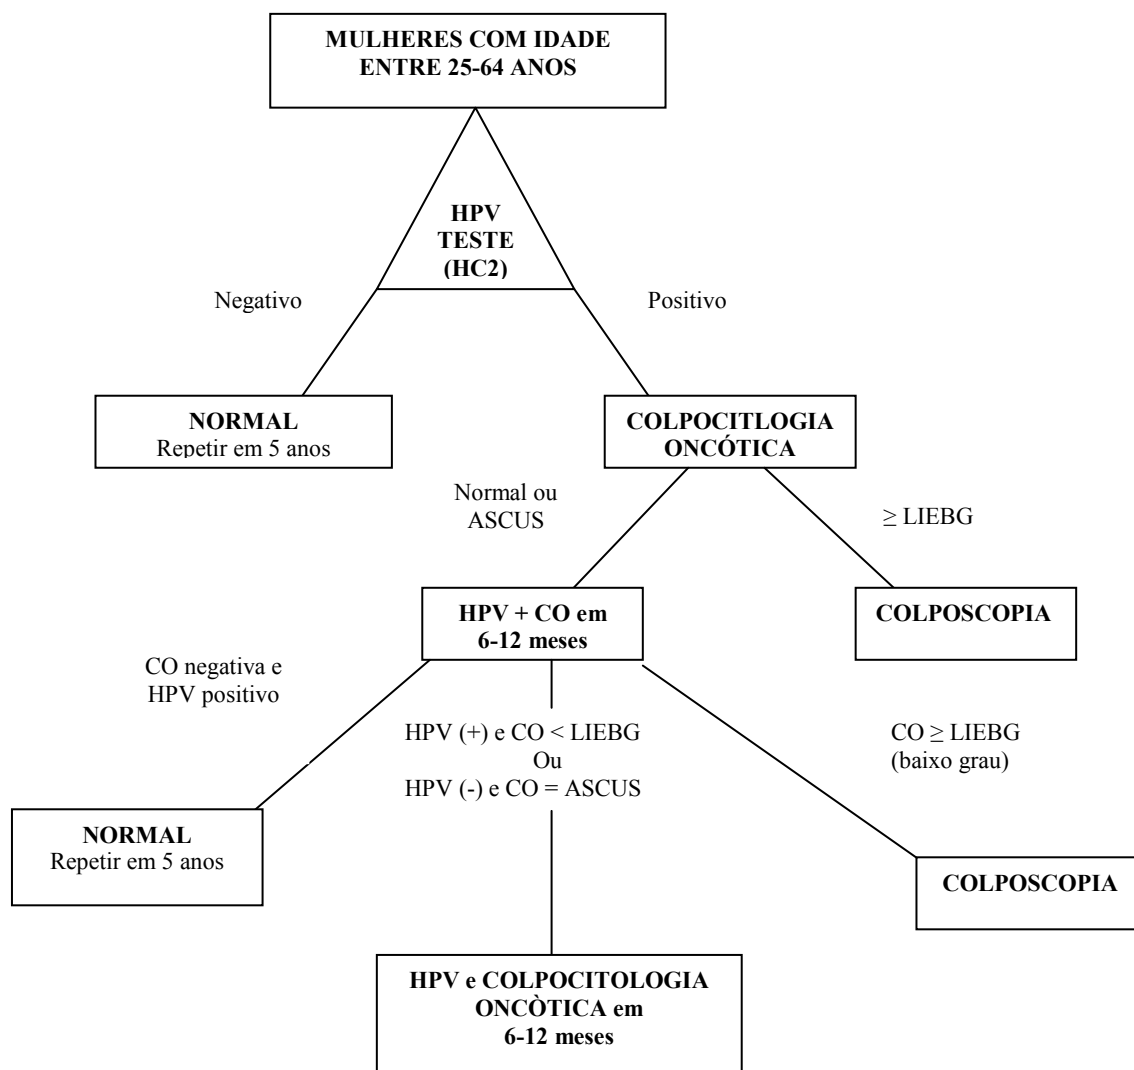 MULHERES COM IDADE
ENTRE 25-64 ANOS
HPV
TESTE
(HC2)
Negativo
Positivo
NORMAL
Repetir em 5 anos
COLPOCITLOGIA
ONCÓTICA
Normal ou
ASCUS
≥ LIEBG
HPV + CO em
6-12 meses
COLPOSCOPIA
CO negativa e
HPV positivo
HPV (+) e CO < LIEBG
Ou
HPV (-) e CO = ASCUS
CO ≥ LIEBG
(baixo grau)
NORMAL
Repetir em 5 anos
COLPOSCOPIA
HPV e COLPOCITOLOGIA
ONCÒTICA em
6-12 meses